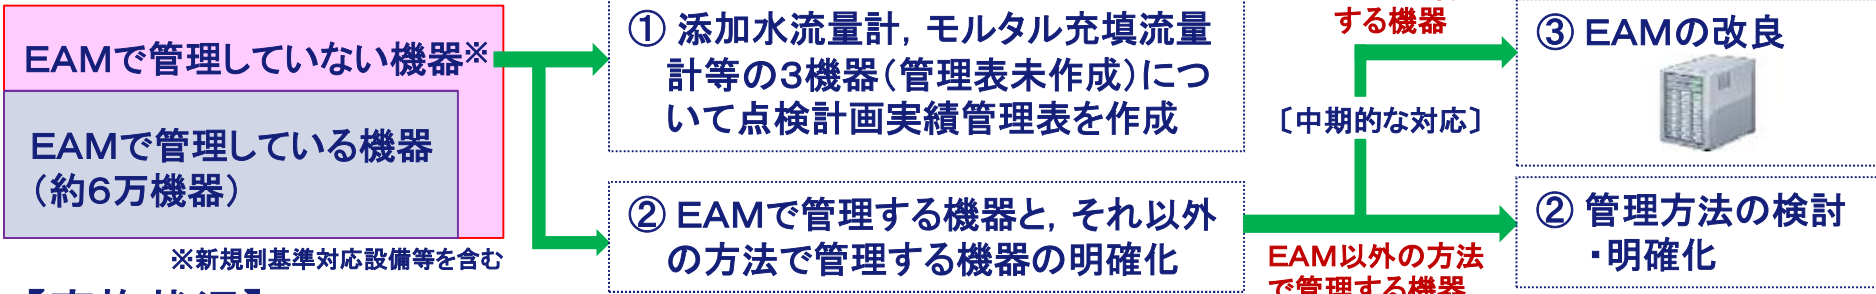 EAMで管理していない機器※
EAMで管理している機器
（約6万機器）
※新規制基準対応設備等を含む
① 添加水流量計，モルタル充填流量
計等の3機器（管理表未作成）につ
いて点検計画実績管理表を作成
② EAMで管理する機器と，それ以外
の方法で管理する機器の明確化
する機器
〔中期的な対応〕
EAM以外の方法
で管理する機器
③ EAMの改良
② 管理方法の検討
・明確化